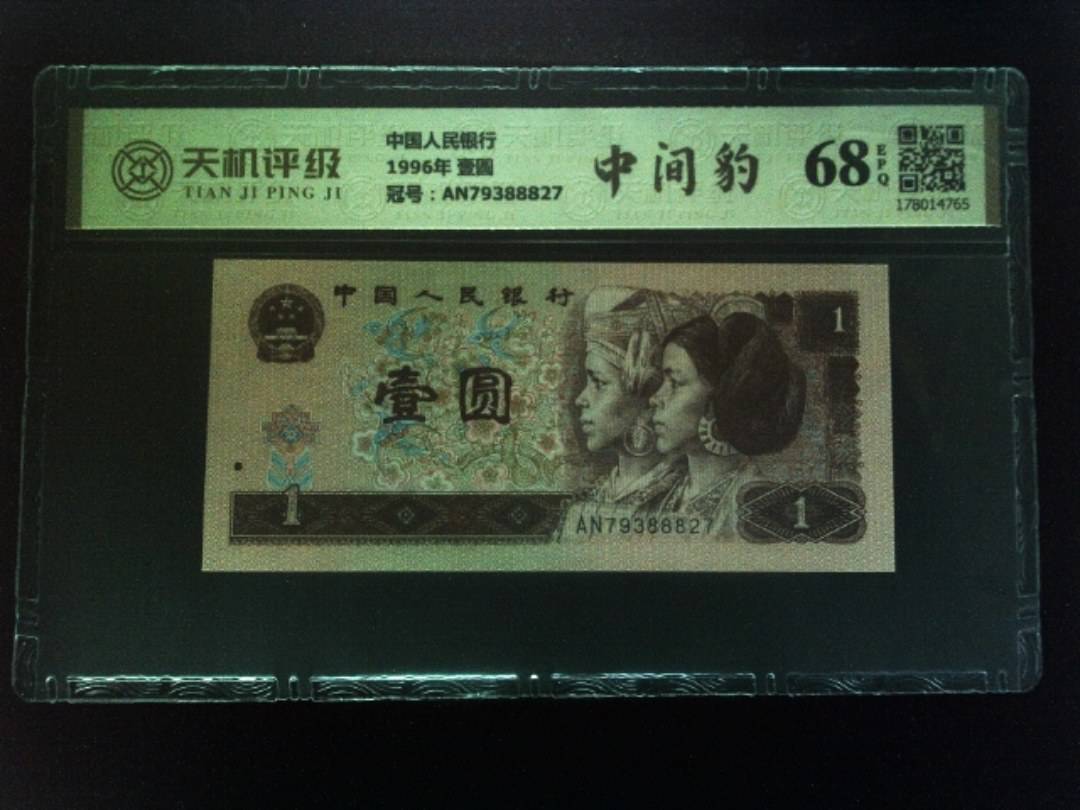 天机评级
TIAN JI PING JI
中国人民银行
1996年 壹圆
冠号：AN79388827
中间豹
68
EPQ
178014765
中国人民银行
1
壹圆
1
AN79388827
1